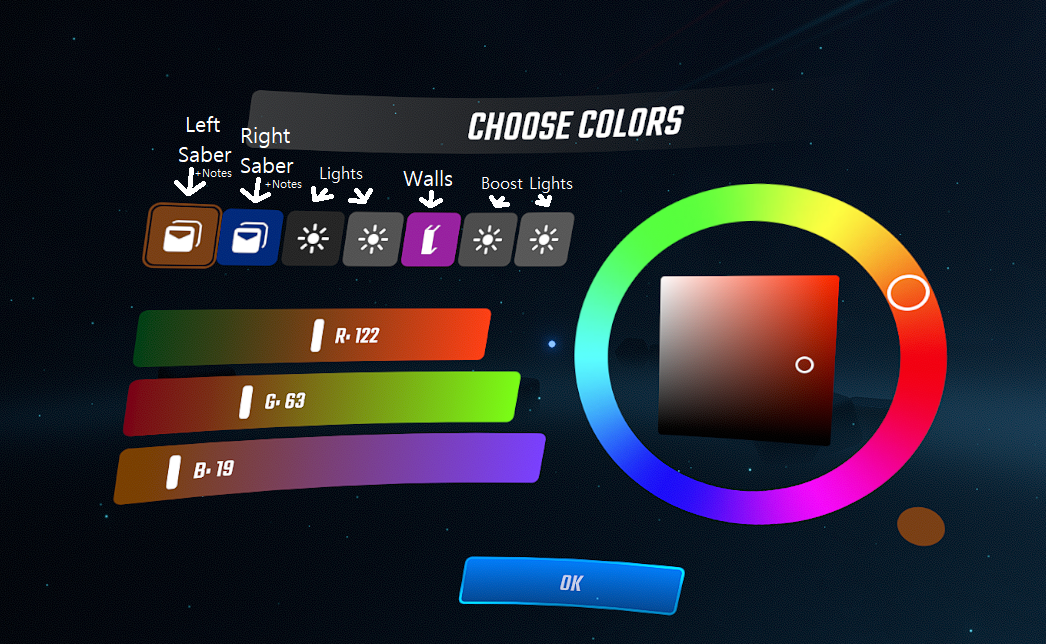 CHOOSE COLORS
Left
Saber
+Notes
Right
Saber
+Notes
Lights
Walls
Boost Lights
R: 122
G: 63
B: 19
OK